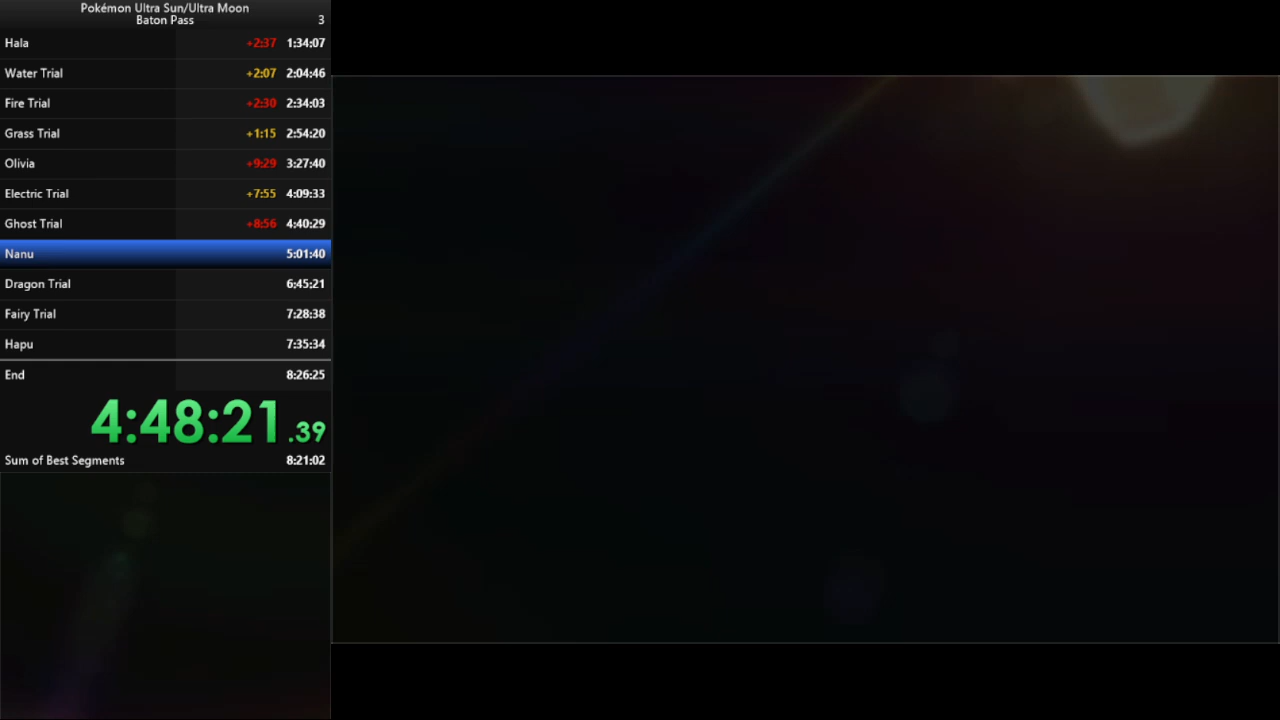 Pokémon Ultra Sun/Ultra Moon
Baton Pass 3
Hala +2:37 1:34:07
Water Trial +2:07 2:04:46
Fire Trial +2:30 2:34:03
Grass Trial +1:15 2:54:20
Olivia +9:29 3:27:40
Electric Trial +7:55 4:09:33
Ghost Trial +8:56 4:40:29
Nanu 5:01:40
Dragon Trial 6:45:21
Fairy Trial 7:28:38
Hapu 7:35:34
End 8:26:25
4:48:21.39
Sum of Best Segments 8:21:02